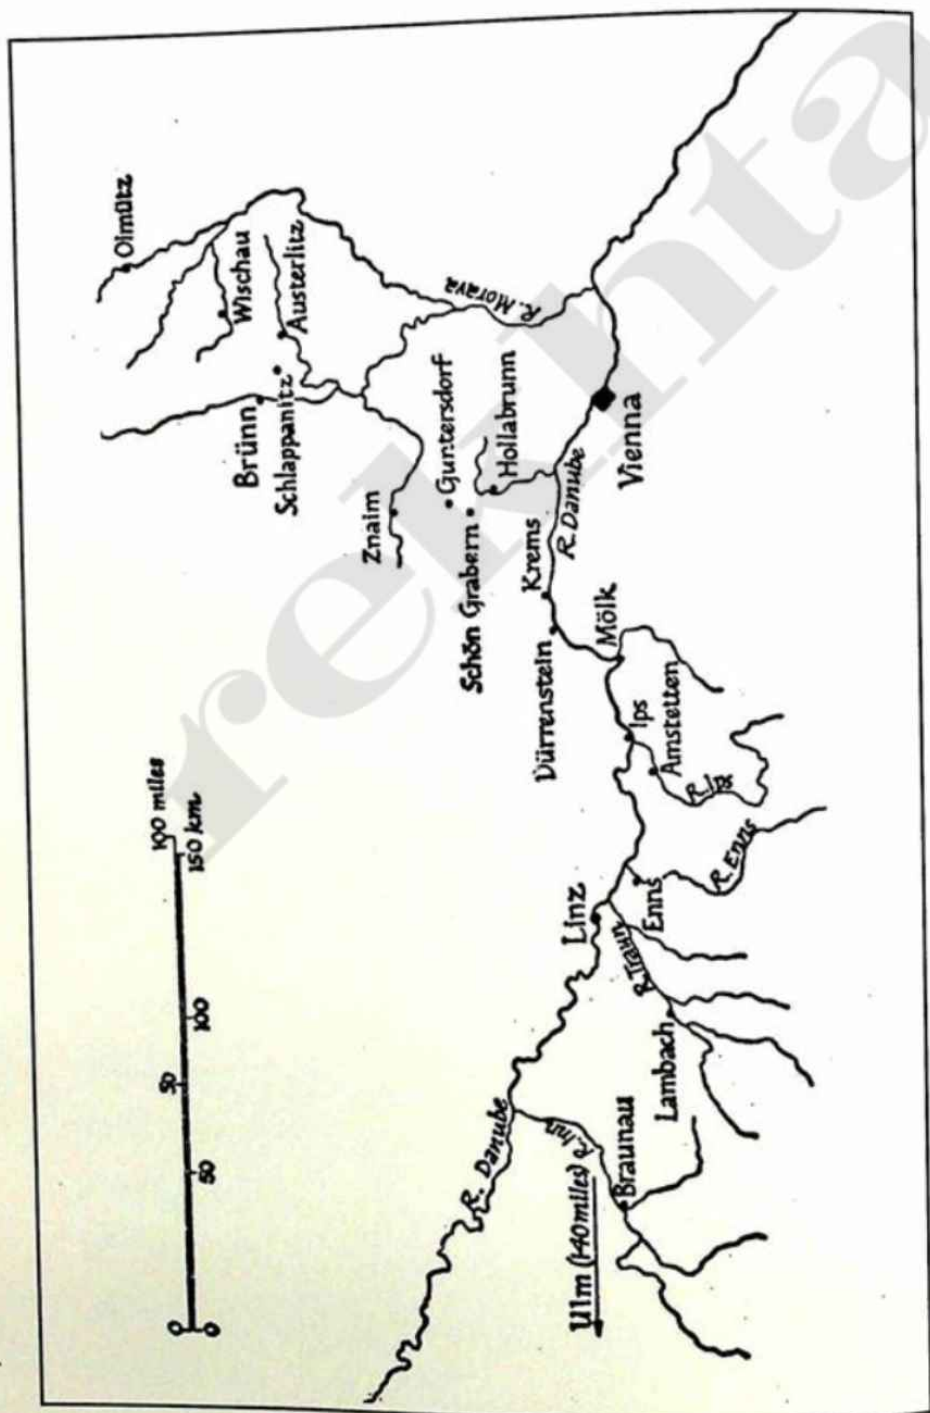 100 miles
50
0
0
50
100
150 km
Olmütz
Wischau
Austerlitz
Brünn
Schlappanitz
Znaim
Guntersdorf
Schön Grabern
Hollabrunn
R. Morava
Krems
Dürrenstein
R. Danube
Vienna
Mölk
Ips
Amstetten
R. Ips
Linz
Enns
R. Enns
R. Traun
Lambach
R. Danube
R. Inn
Ulm (140 miles)
Braunau
rekhta